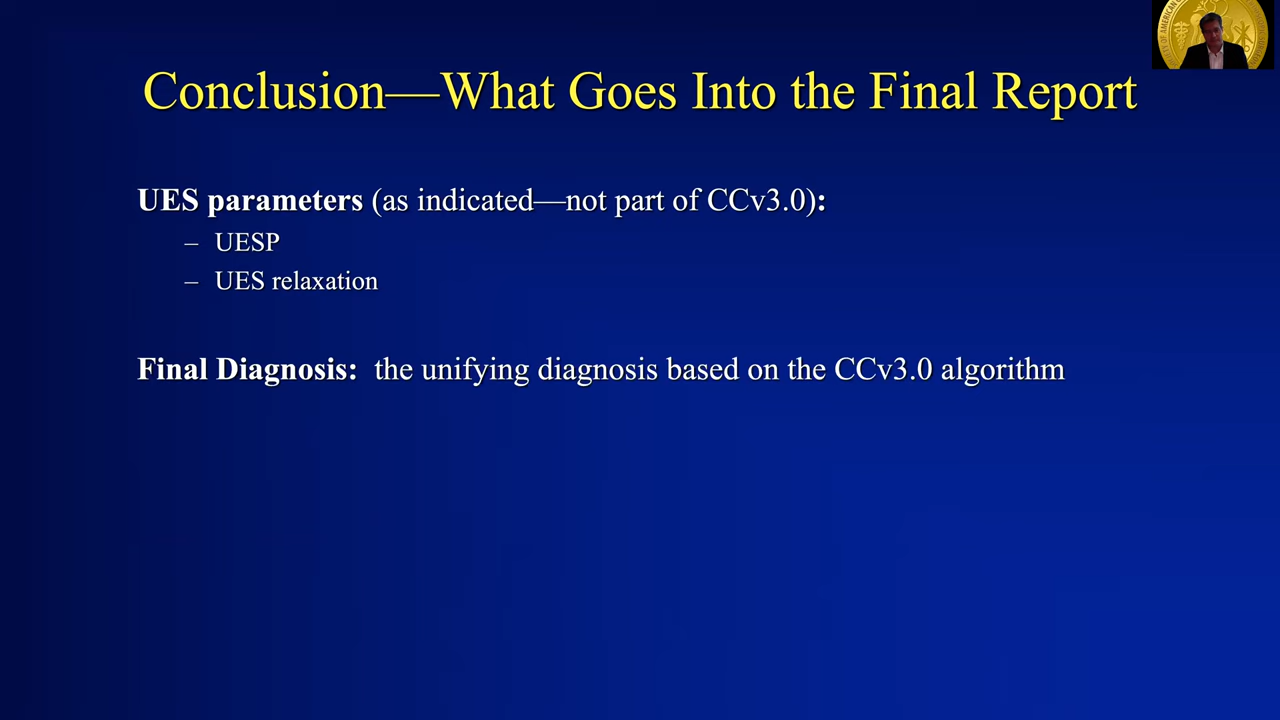 Conclusion—What Goes Into the Final Report
UES parameters (as indicated—not part of CCv3.0):
– UESP
– UES relaxation
Final Diagnosis: the unifying diagnosis based on the CCv3.0 algorithm